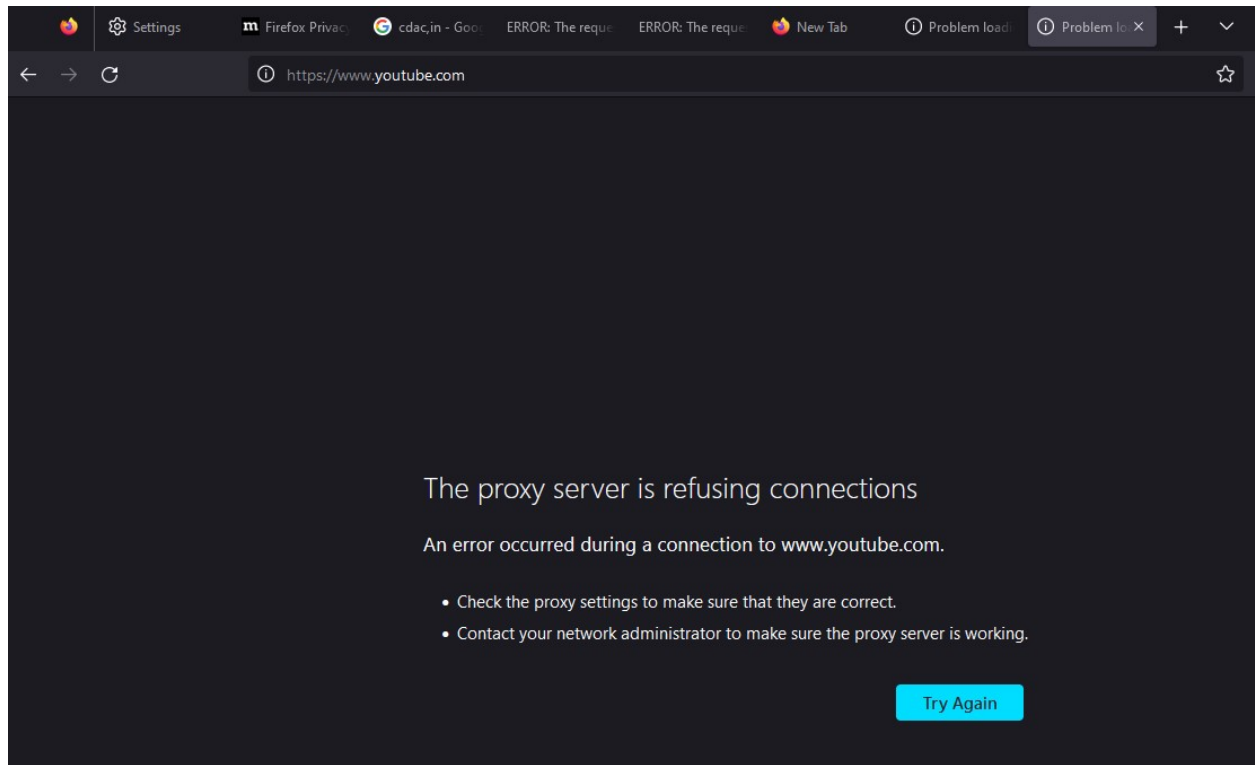 Settings
Firefox Privac
cdac,in - Goo
ERROR: The reque
ERROR: The reque
New Tab
Problem loadi
Problem lo
https://www.youtube.com
The proxy server is refusing connections
An error occurred during a connection to www.youtube.com.
• Check the proxy settings to make sure that they are correct.
• Contact your network administrator to make sure the proxy server is working.
Try Again